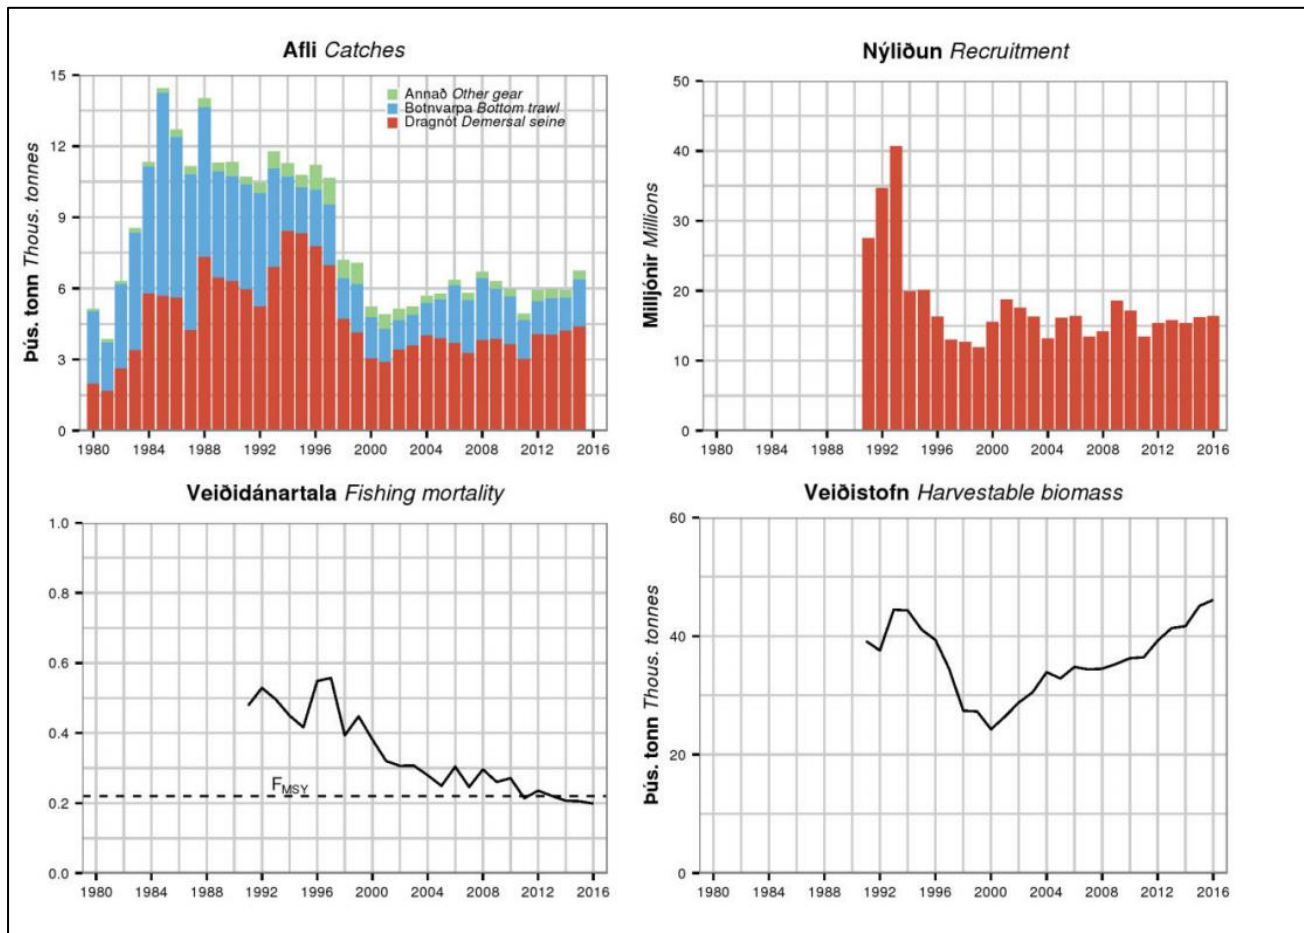 Afli Catches
15
12
9
6
3
0
Þús. tonn Thous. tonnes
Annað Other gear
Botnvarpa Bottom trawl
Dragnót Demersal seine
1980 1984 1988 1992 1996 2000 2004 2008 2012 2016
Nýliðun Recruitment
50
40
30
20
10
0
Milljónir Millions
1980 1984 1988 1992 1996 2000 2004 2008 2012 2016
Veiðidánartala Fishing mortality
1.0
0.8
0.6
0.4
0.2
0.0
FMSY
1980 1984 1988 1992 1996 2000 2004 2008 2012 2016
Veiðistofn Harvestable biomass
60
40
20
0
Þús. tonn Thous. tonnes
1980 1984 1988 1992 1996 2000 2004 2008 2012 2016